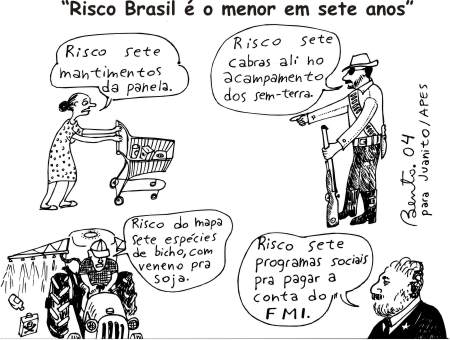 “Risco Brasil é o menor em sete anos”
Risco sete
mantimentos
da panela.
Risco sete
cabras ali no
acampamento
dos sem-terra.
Bento. 04
para Juanito/APES
Risco do mapa
sete espécies
de bicho, com
veneno pra
soja.
Risco sete
programas sociais
pra pagar a
conta do
FMI.